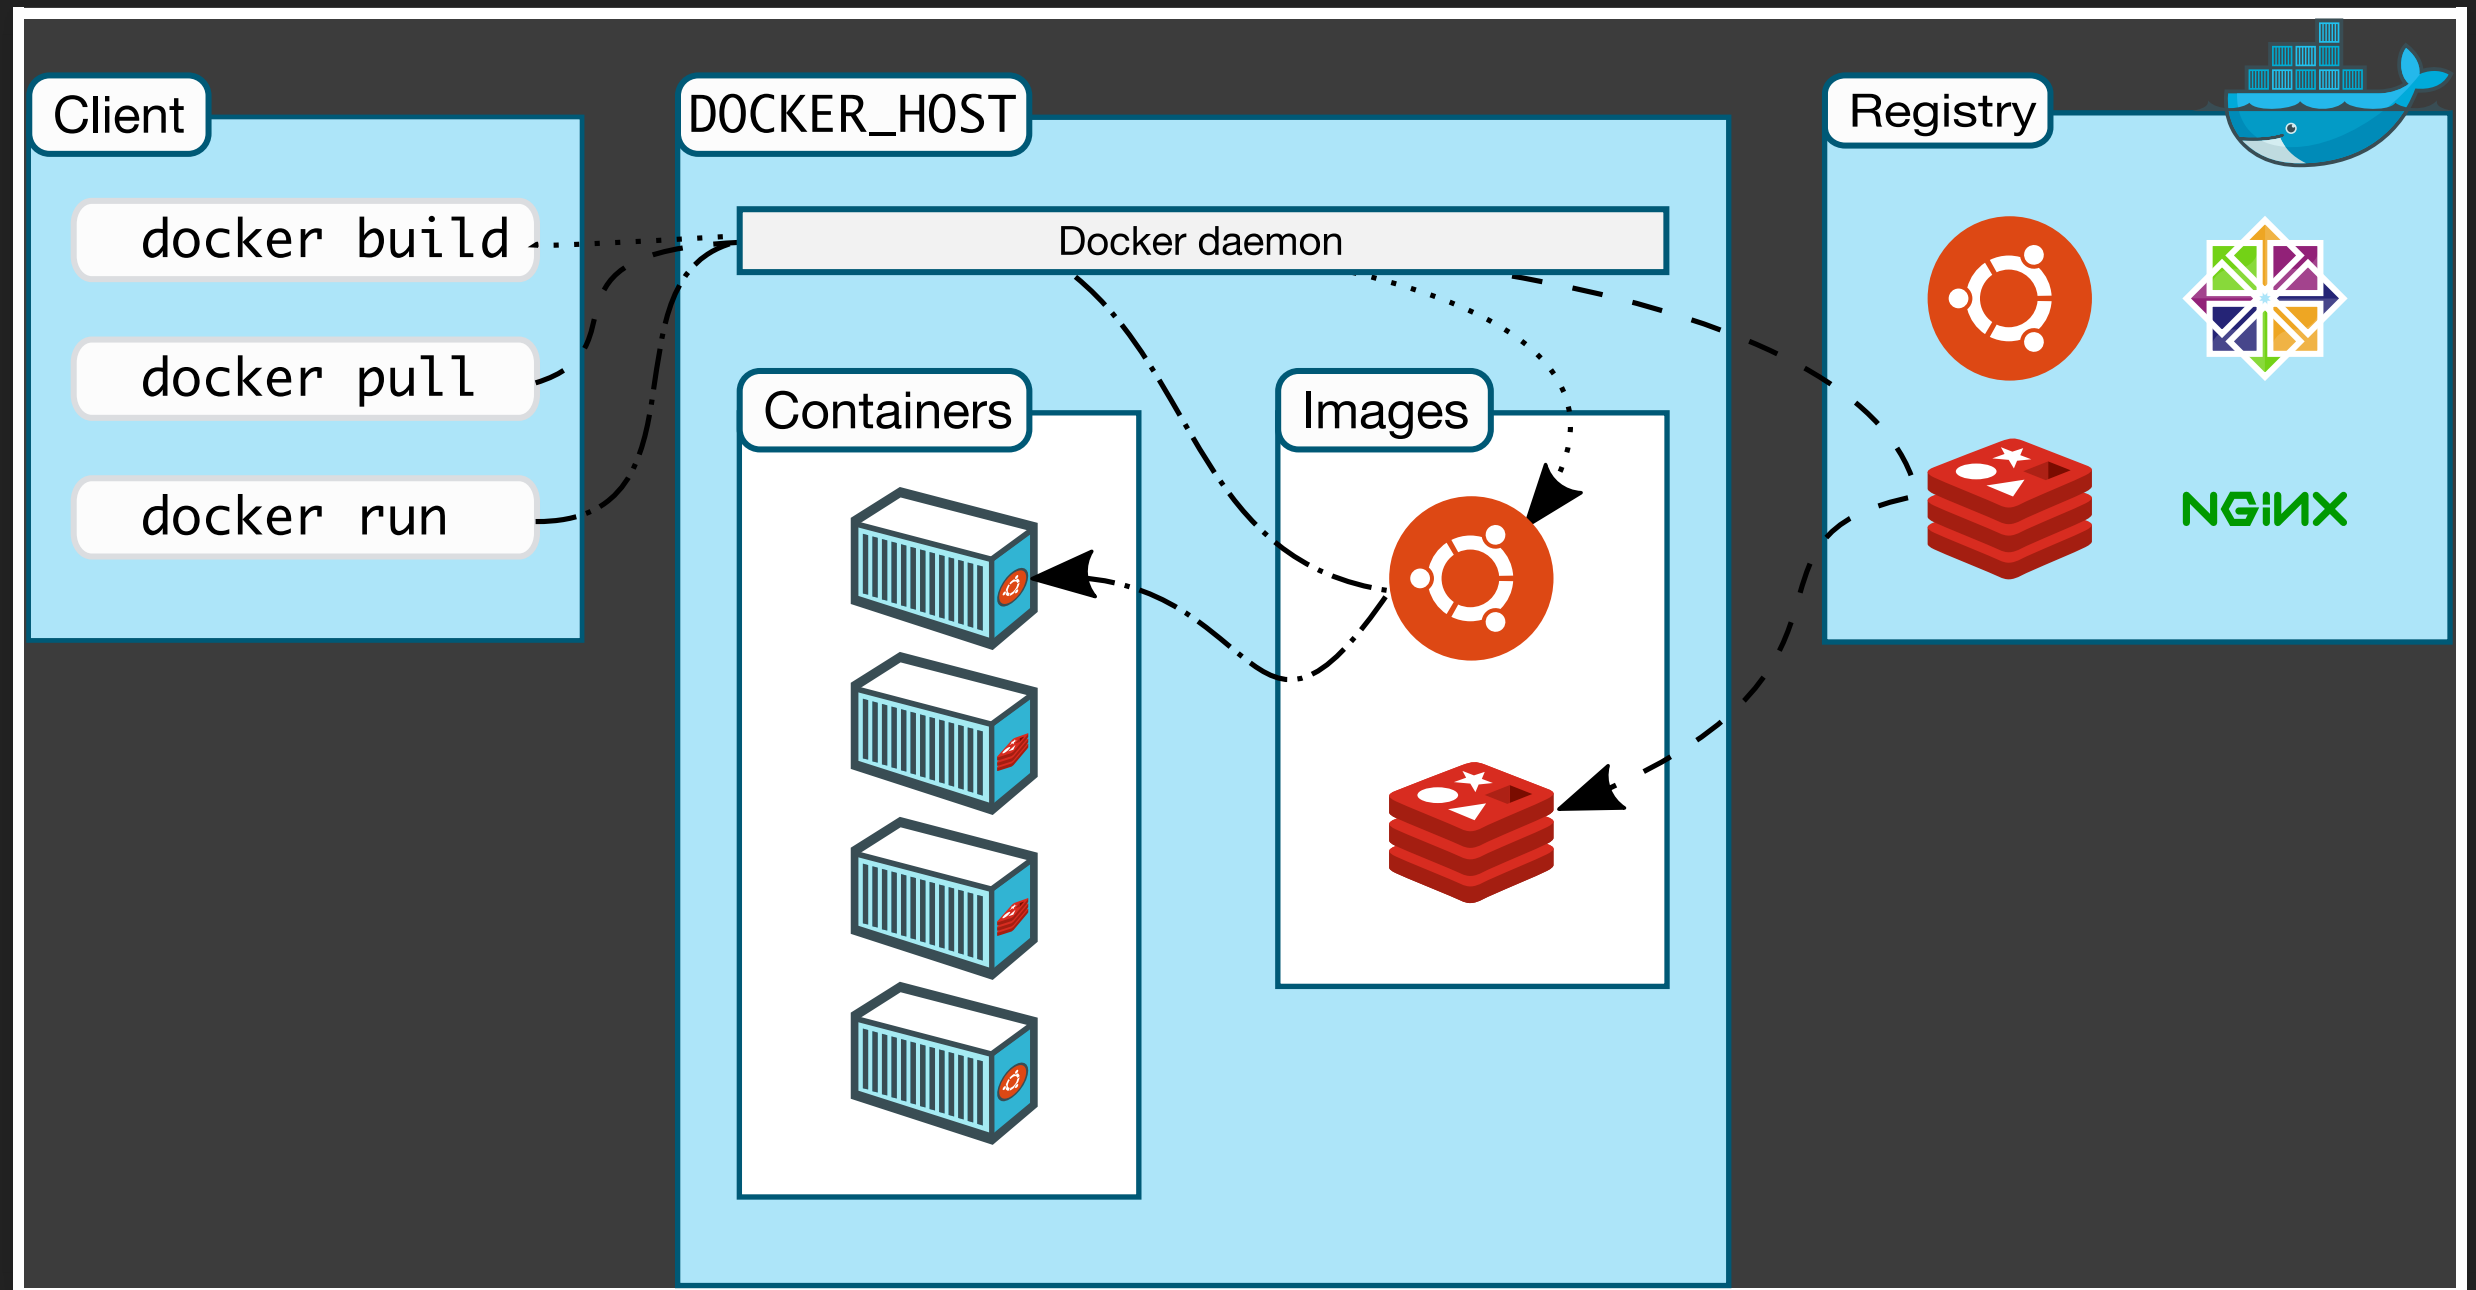 Client
docker build
docker pull
docker run
DOCKER_HOST
Docker daemon
Containers
Images
Registry
NGiNX